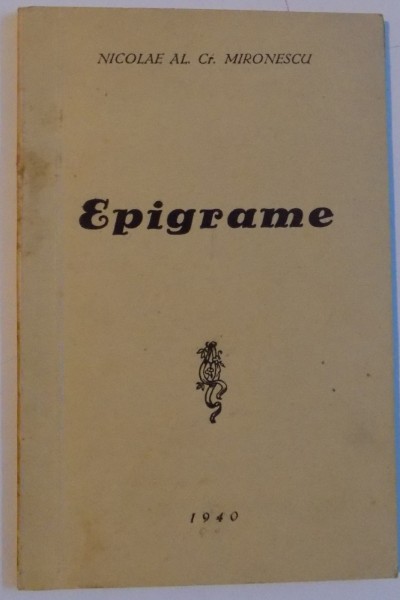 NICOLAE AL. Cr. MIRONESCU
Epigrame
1940